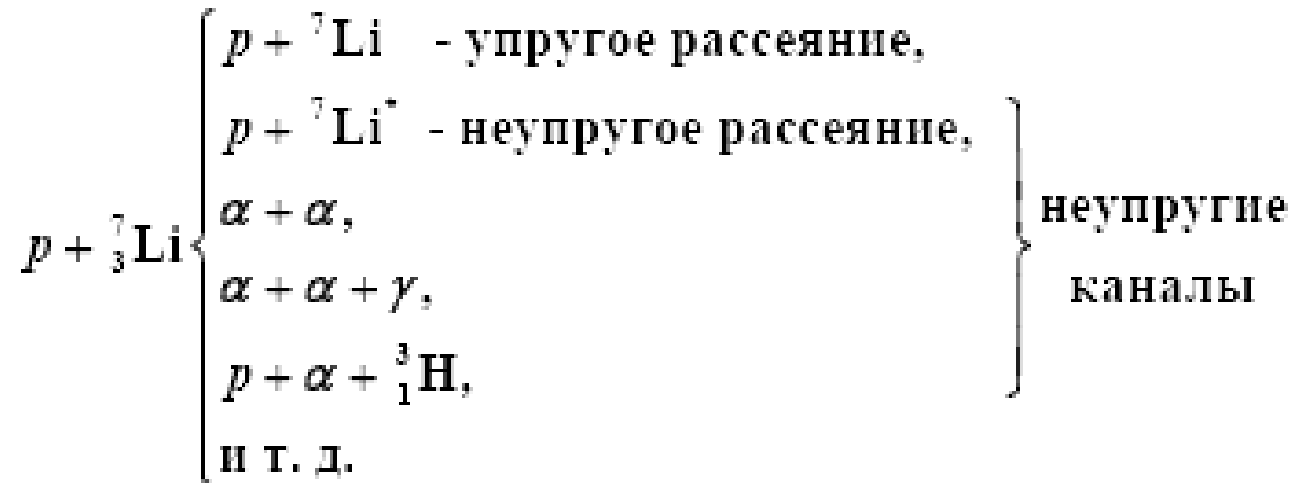 p + ⁷Li - упругое рассеяние,
p + ⁷Li* - неупругое рассеяние,
α + α,
p + ⁷₃Li
неупругие
α + α + γ,
каналы
p + α + ³₁H,
и т. д.